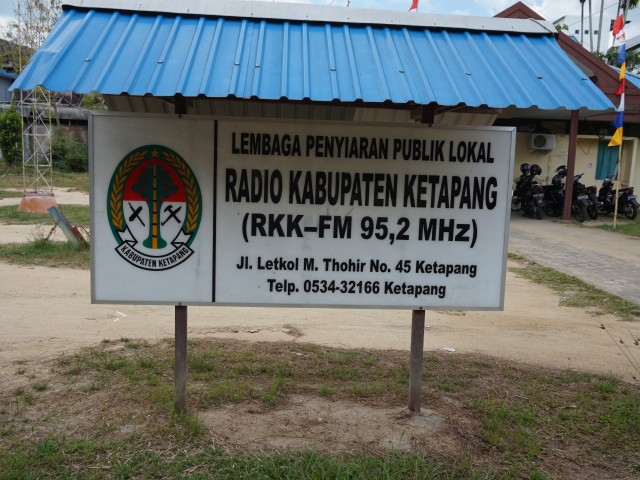 LEMBAGA PENYIARAN PUBLIK LOKAL
RADIO KABUPATEN KETAPANG
(RKK–FM 95,2 MHz)
Jl. Letkol M. Thohir No. 45 Ketapang
Telp. 0534-32166 Ketapang
KABUPATEN KETAPANG